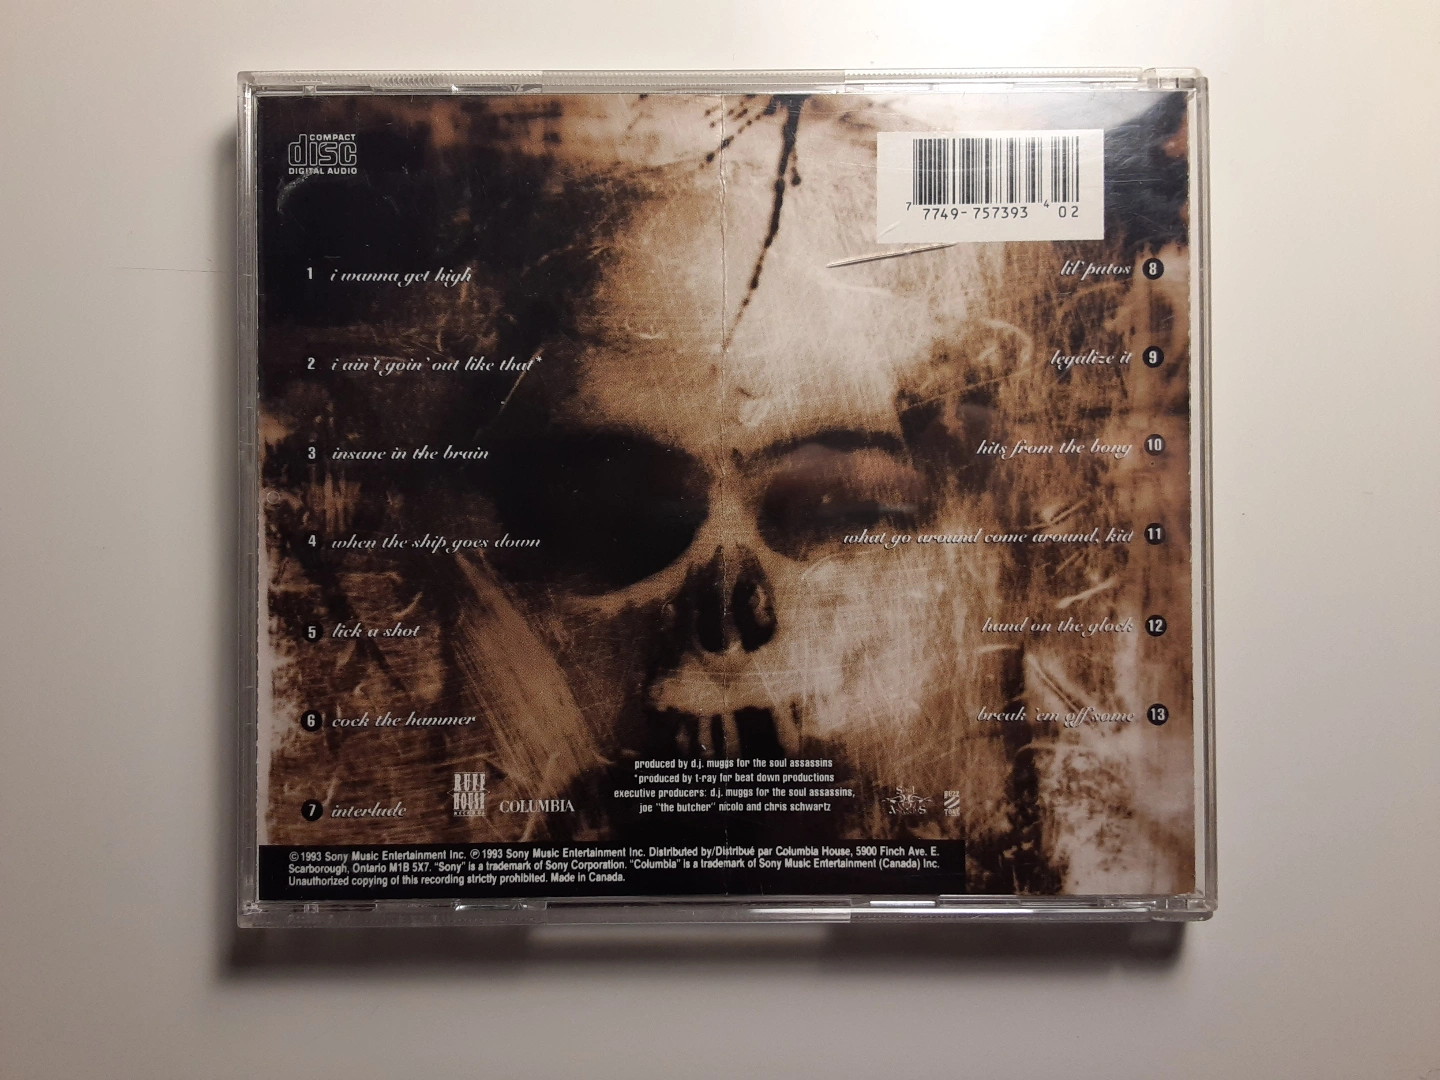 COMPACT
disc
DIGITAL AUDIO
7 7749-757393 4 02
1 i wanna get high
2 i ain't goin' out like that*
3 insane in the brain
4 when the ship goes down
5 lick a shot
6 cock the hammer
7 interlude
lil' putos 8
legalize it 9
hits from the bong 10
what go around come around, kid 11
hand on the glock 12
break 'em off some 13
RUFF
HOUSE
RECORDS
COLUMBIA
produced by d.j. muggs for the soul assassins
*produced by t-ray for beat down productions
executive producers: d.j. muggs for the soul assassins,
joe "the butcher" nicolo and chris schwartz
© 1993 Sony Music Entertainment Inc. ℗ 1993 Sony Music Entertainment Inc. Distributed by/Distribué par Columbia House, 5900 Finch Ave. E.
Scarborough, Ontario M1B 5X7. "Sony" is a trademark of Sony Corporation. "Columbia" is a trademark of Sony Music Entertainment (Canada) Inc.
Unauthorized copying of this recording strictly prohibited. Made in Canada.